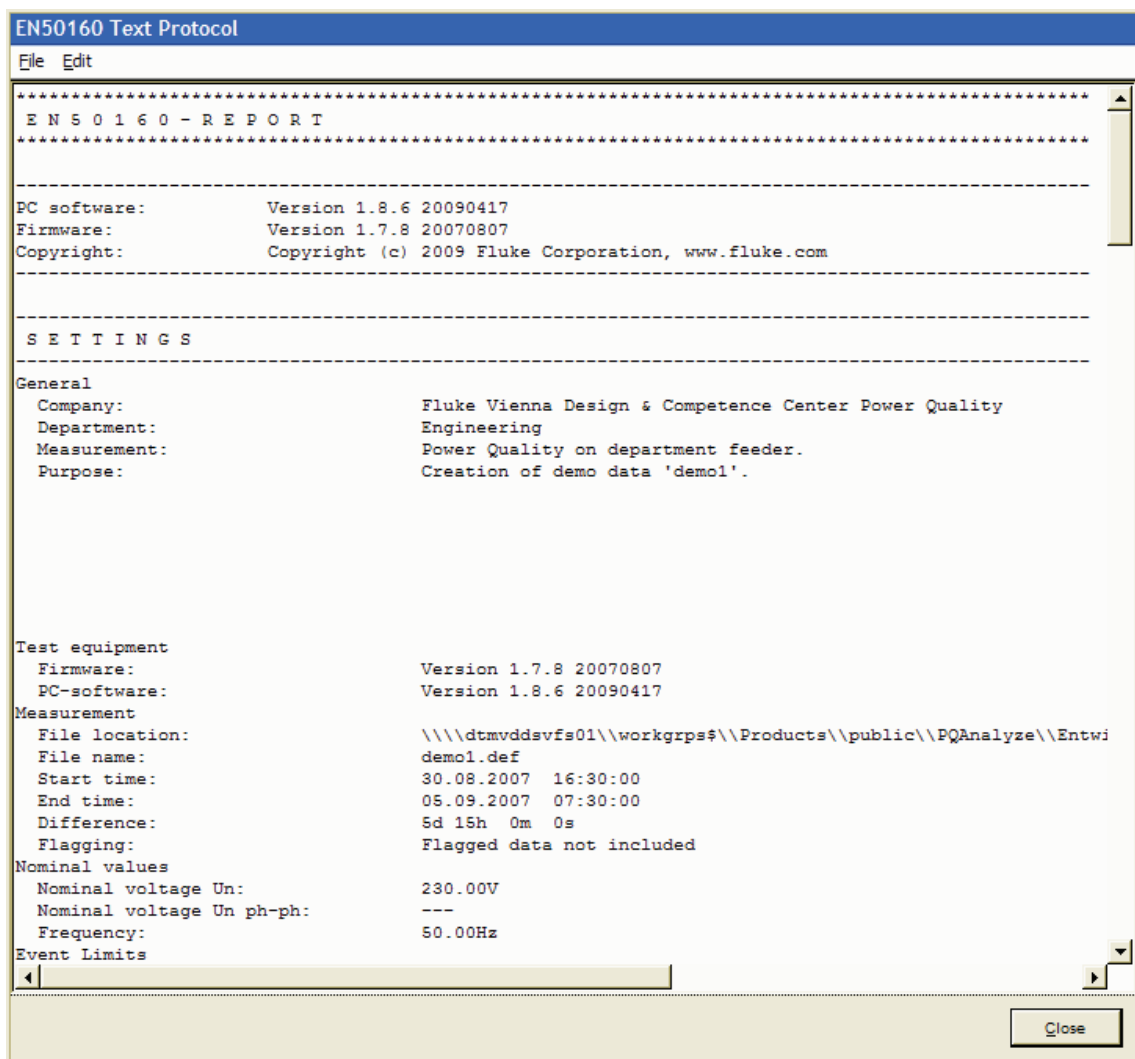 EN50160 Text Protocol
File Edit
****************************************************************************************************
E N 5 0 1 6 0 - R E P O R T
****************************************************************************************************
--------------------------------------------------------------------------------------------------
PC software: Version 1.8.6 20090417
Firmware: Version 1.7.8 20070807
Copyright: Copyright (c) 2009 Fluke Corporation, www.fluke.com
--------------------------------------------------------------------------------------------------
--------------------------------------------------------------------------------------------------
S E T T I N G S
--------------------------------------------------------------------------------------------------
General
Company: Fluke Vienna Design & Competence Center Power Quality
Department: Engineering
Measurement: Power Quality on department feeder.
Purpose: Creation of demo data 'demo1'.
Test equipment
Firmware: Version 1.7.8 20070807
PC-software: Version 1.8.6 20090417
Measurement
File location: \\\\dtmvddsvfs01\\workgrps$\\Products\\public\\PQAnalyze\\Entwi
File name: demo1.def
Start time: 30.08.2007 16:30:00
End time: 05.09.2007 07:30:00
Difference: 5d 15h 0m 0s
Flagging: Flagged data not included
Nominal values
Nominal voltage Un: 230.00V
Nominal voltage Un ph-ph: ---
Frequency: 50.00Hz
Event Limits
Close